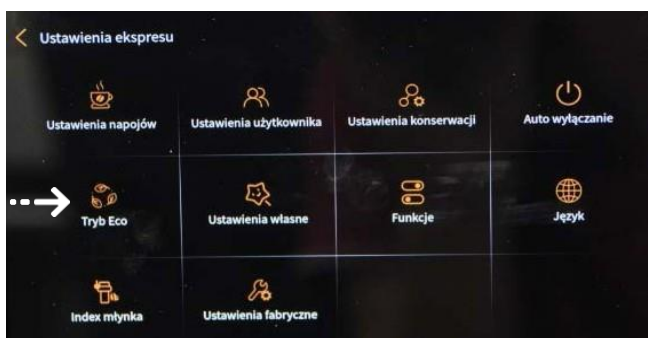 Ustawienia ekspresu
Ustawienia napojów
Ustawienia użytkownika
Ustawienia konserwacji
Auto wyłączanie
Tryb Eco
Ustawienia własne
Funkcje
Język
Index młynka
Ustawienia fabryczne